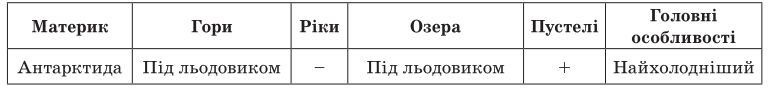 Материк Гори Ріки Озера Пустелі Головні особливості
Антарктида Під льодовиком – Під льодовиком + Найхолодніший